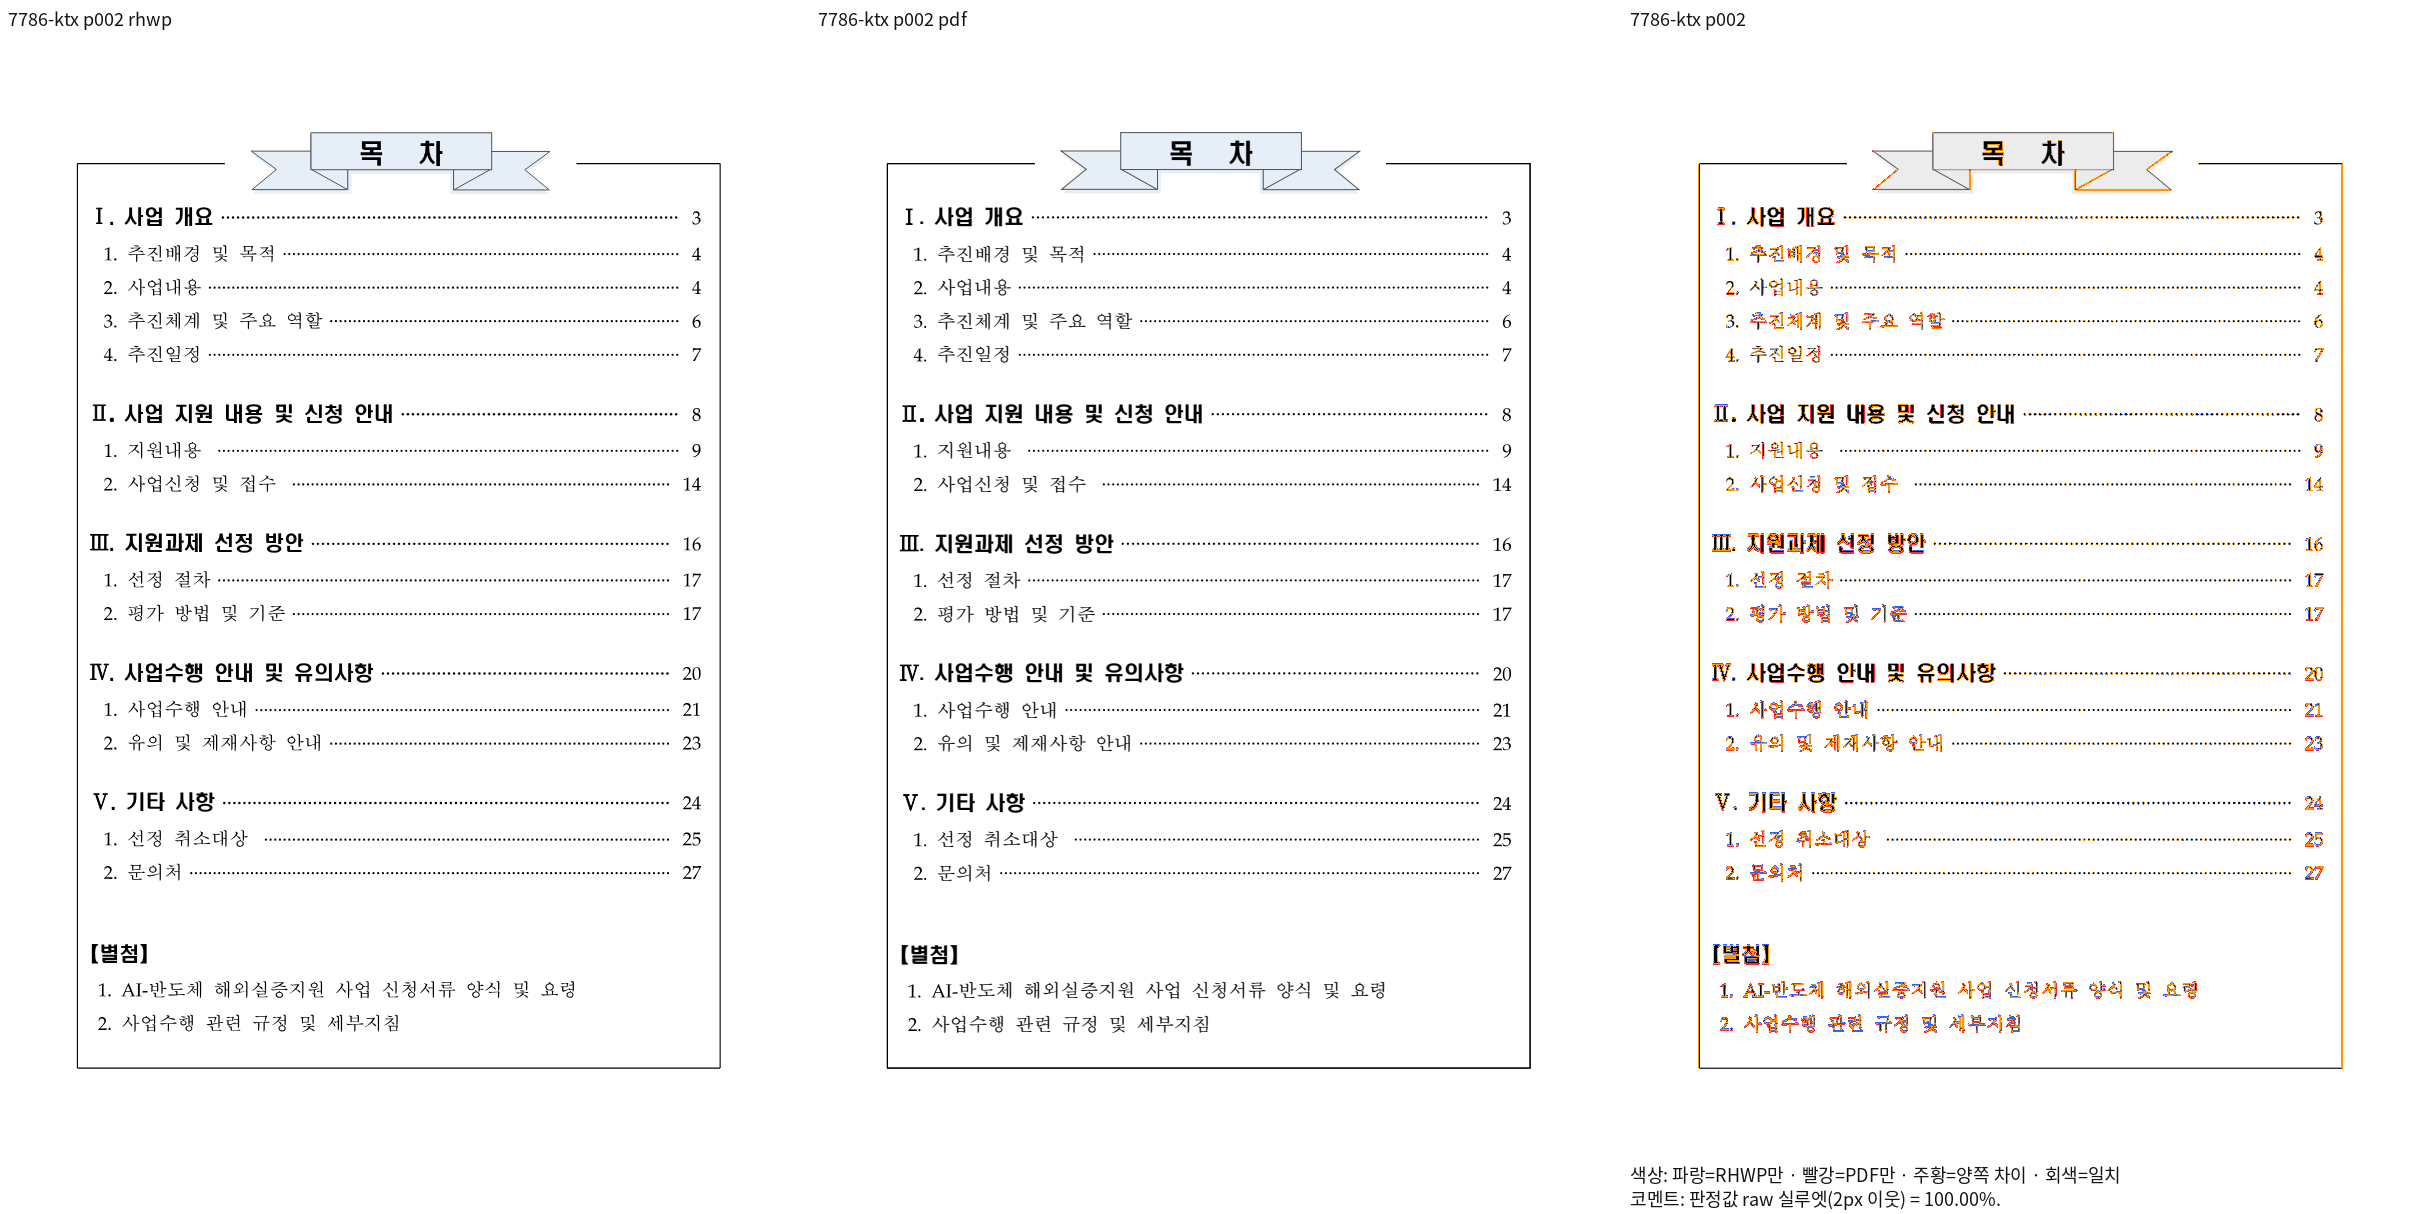 7786-ktx p002 rhwp
목 차
Ⅰ. 사업 개요 ························ 3
1. 추진배경 및 목적 ························ 4
2. 사업내용 ························ 4
3. 추진체계 및 주요 역할 ························ 6
4. 추진일정 ························ 7
Ⅱ. 사업 지원 내용 및 신청 안내 ························ 8
1. 지원내용 ························ 9
2. 사업신청 및 접수 ························ 14
Ⅲ. 지원과제 선정 방안 ························ 16
1. 선정 절차 ························ 17
2. 평가 방법 및 기준 ························ 17
Ⅳ. 사업수행 안내 및 유의사항 ························ 20
1. 사업수행 안내 ························ 21
2. 유의 및 제재사항 안내 ························ 23
Ⅴ. 기타 사항 ························ 24
1. 선정 취소대상 ························ 25
2. 문의처 ························ 27
【별첨】
1. AI-반도체 해외실증지원 사업 신청서류 양식 및 요령
2. 사업수행 관련 규정 및 세부지침
7786-ktx p002 pdf
목 차
Ⅰ. 사업 개요 ························ 3
1. 추진배경 및 목적 ························ 4
2. 사업내용 ························ 4
3. 추진체계 및 주요 역할 ························ 6
4. 추진일정 ························ 7
Ⅱ. 사업 지원 내용 및 신청 안내 ························ 8
1. 지원내용 ························ 9
2. 사업신청 및 접수 ························ 14
Ⅲ. 지원과제 선정 방안 ························ 16
1. 선정 절차 ························ 17
2. 평가 방법 및 기준 ························ 17
Ⅳ. 사업수행 안내 및 유의사항 ························ 20
1. 사업수행 안내 ························ 21
2. 유의 및 제재사항 안내 ························ 23
Ⅴ. 기타 사항 ························ 24
1. 선정 취소대상 ························ 25
2. 문의처 ························ 27
【별첨】
1. AI-반도체 해외실증지원 사업 신청서류 양식 및 요령
2. 사업수행 관련 규정 및 세부지침
7786-ktx p002
목 차
Ⅰ. 사업 개요 ························ 3
1. 추진배경 및 목적 ························ 4
2. 사업내용 ························ 4
3. 추진체계 및 주요 역할 ························ 6
4. 추진일정 ························ 7
Ⅱ. 사업 지원 내용 및 신청 안내 ························ 8
1. 지원내용 ························ 9
2. 사업신청 및 접수 ························ 14
Ⅲ. 지원과제 선정 방안 ························ 16
1. 선정 절차 ························ 17
2. 평가 방법 및 기준 ························ 17
Ⅳ. 사업수행 안내 및 유의사항 ························ 20
1. 사업수행 안내 ························ 21
2. 유의 및 제재사항 안내 ························ 23
Ⅴ. 기타 사항 ························ 24
1. 선정 취소대상 ························ 25
2. 문의처 ························ 27
【별첨】
1. AI-반도체 해외실증지원 사업 신청서류 양식 및 요령
2. 사업수행 관련 규정 및 세부지침
색상: 파랑=RHWP만 · 빨강=PDF만 · 주황=양쪽 차이 · 회색=일치
코멘트: 판정값 raw 실루엣(2px 이웃) = 100.00%.